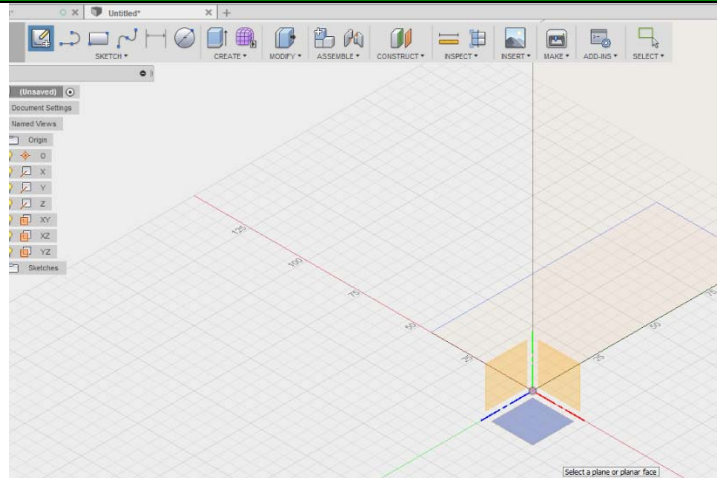 Untitled*
SKETCH
CREATE
MODIFY
ASSEMBLE
CONSTRUCT
INSPECT
INSERT
MAKE
ADD-INS
SELECT
(Unsaved)
Document Settings
Named Views
Origin
O
X
Y
Z
XY
XZ
YZ
Sketches
125
100
75
50
25
25
50
75
Select a plane or planar face